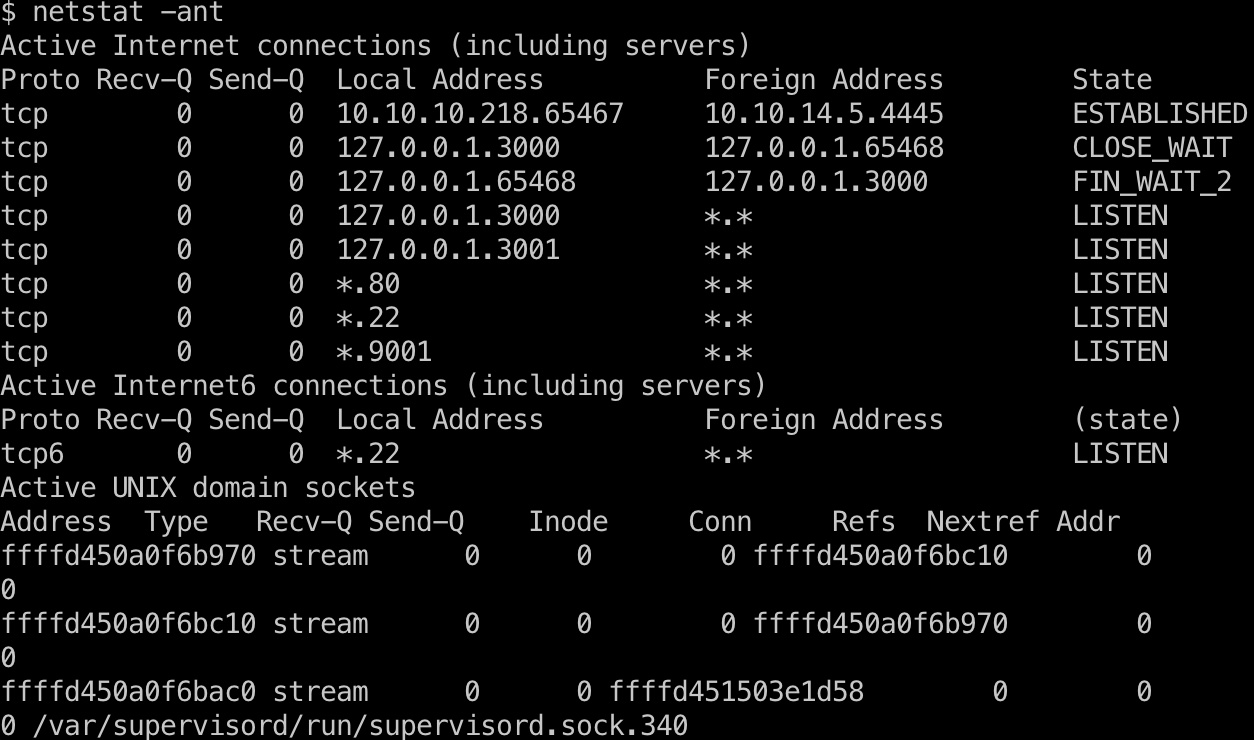 $ netstat -ant
Active Internet connections (including servers)
Proto Recv-Q Send-Q  Local Address          Foreign Address        State
tcp        0      0  10.10.10.218.65467     10.10.14.5.4445        ESTABLISHED
tcp        0      0  127.0.0.1.3000         127.0.0.1.65468        CLOSE_WAIT
tcp        0      0  127.0.0.1.65468        127.0.0.1.3000         FIN_WAIT_2
tcp        0      0  127.0.0.1.3000         *.*                    LISTEN
tcp        0      0  127.0.0.1.3001         *.*                    LISTEN
tcp        0      0  *.80                   *.*                    LISTEN
tcp        0      0  *.22                   *.*                    LISTEN
tcp        0      0  *.9001                 *.*                    LISTEN
Active Internet6 connections (including servers)
Proto Recv-Q Send-Q  Local Address          Foreign Address        (state)
tcp6       0      0  *.22                   *.*                    LISTEN
Active UNIX domain sockets
Address  Type   Recv-Q Send-Q    Inode     Conn     Refs  Nextref Addr
ffffd450a0f6b970 stream      0      0        0 ffffd450a0f6bc10        0
0
ffffd450a0f6bc10 stream      0      0        0 ffffd450a0f6b970        0
0
ffffd450a0f6bac0 stream      0      0 ffffd451503e1d58        0        0
0 /var/supervisord/run/supervisord.sock.340